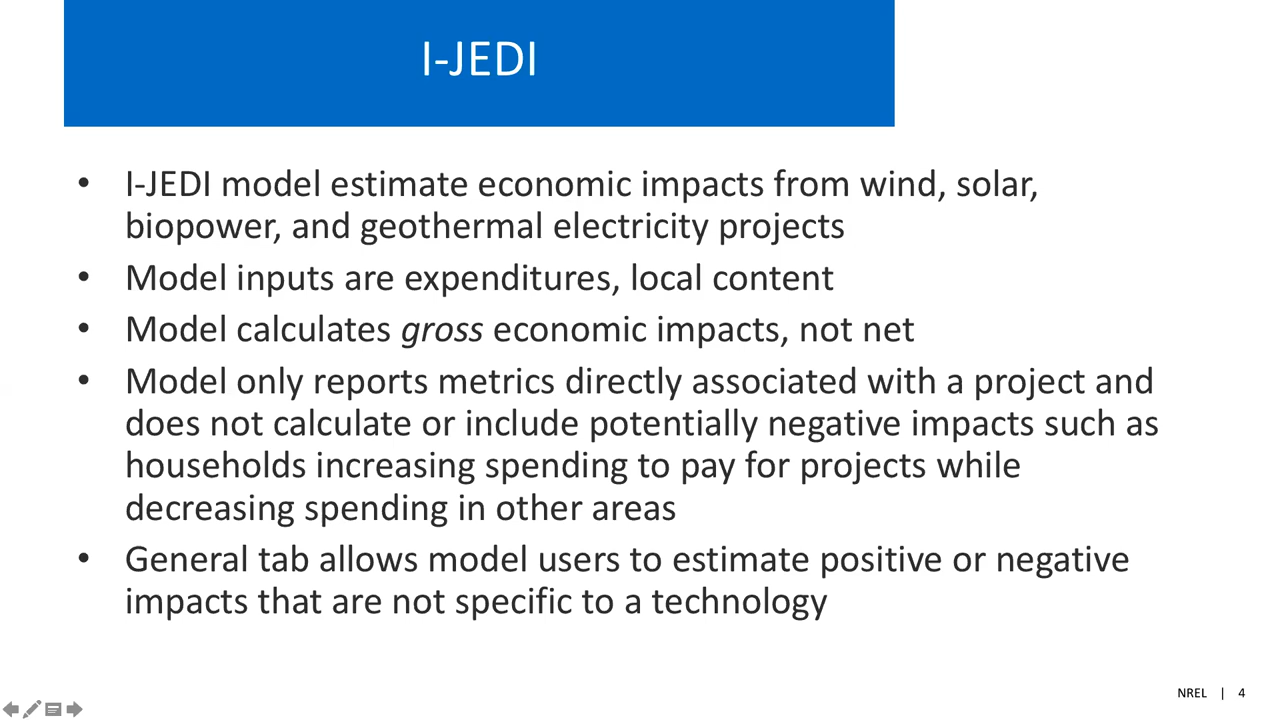 I-JEDI
• I-JEDI model estimate economic impacts from wind, solar,
biopower, and geothermal electricity projects
• Model inputs are expenditures, local content
• Model calculates gross economic impacts, not net
• Model only reports metrics directly associated with a project and
does not calculate or include potentially negative impacts such as
households increasing spending to pay for projects while
decreasing spending in other areas
• General tab allows model users to estimate positive or negative
impacts that are not specific to a technology
NREL | 4